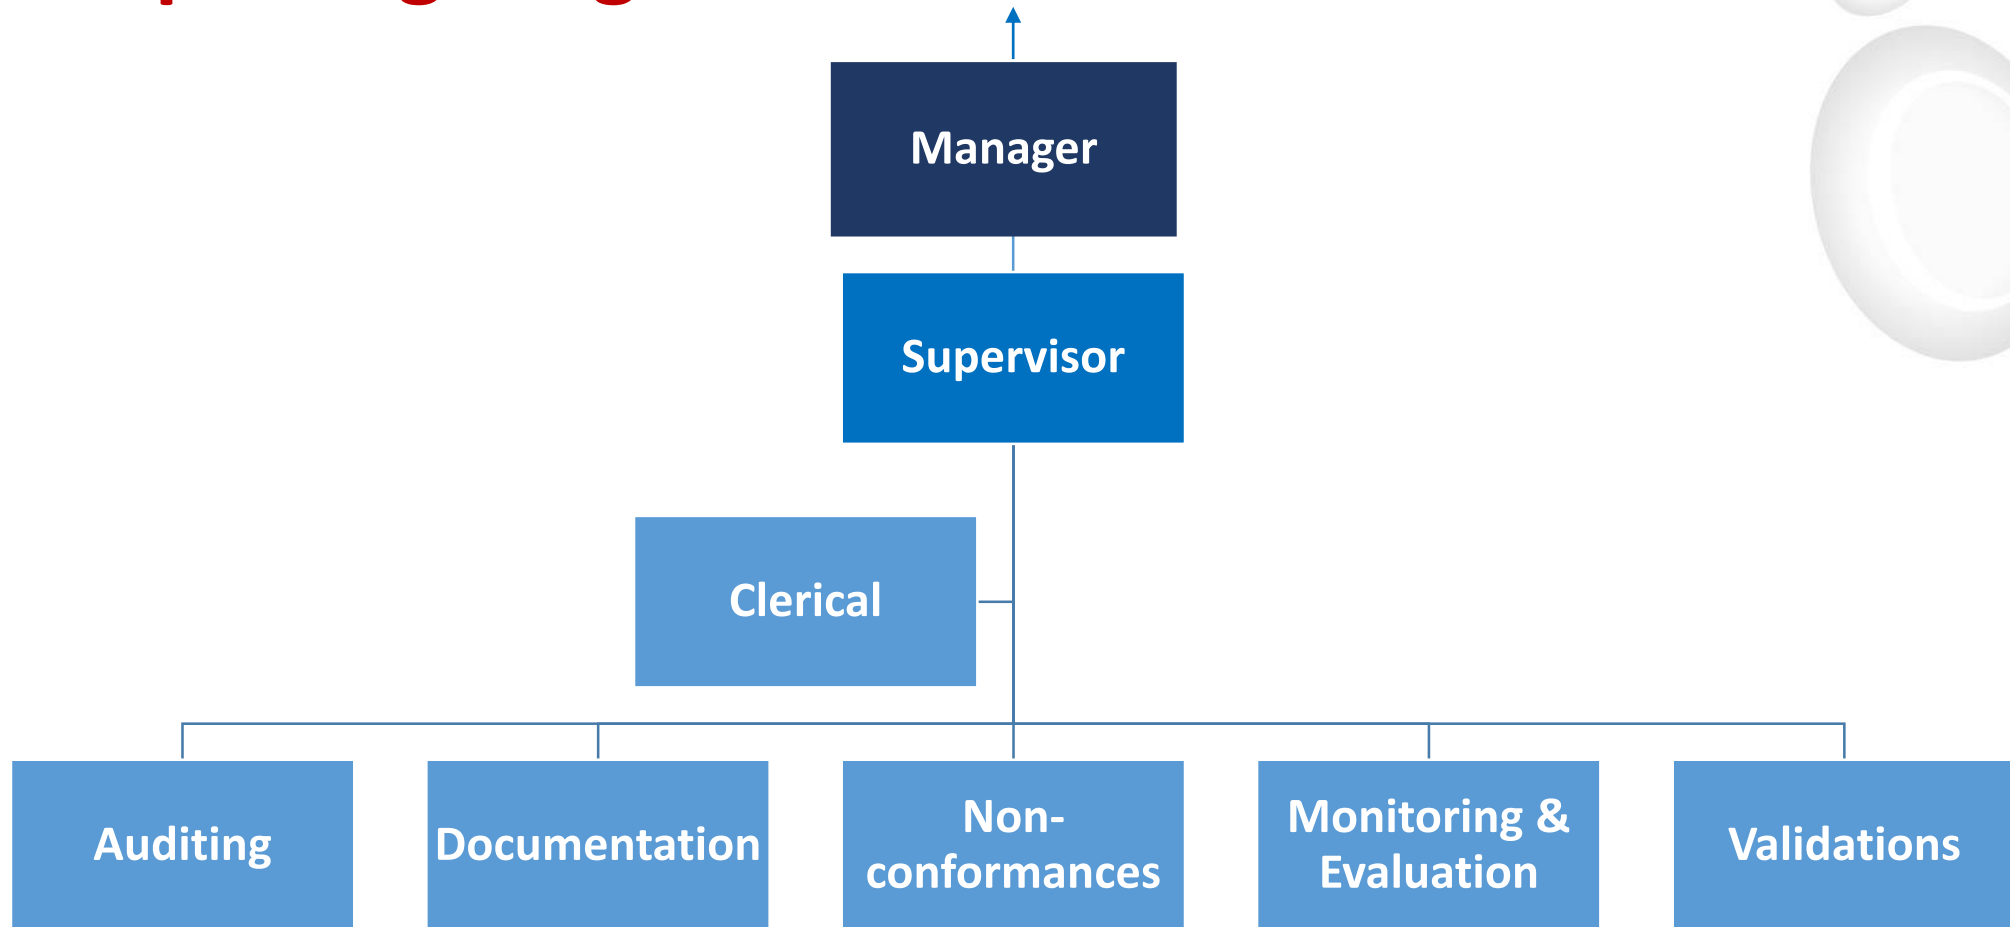 Manager
Supervisor
Clerical
Auditing
Documentation
Non-
conformances
Monitoring &
Evaluation
Validations